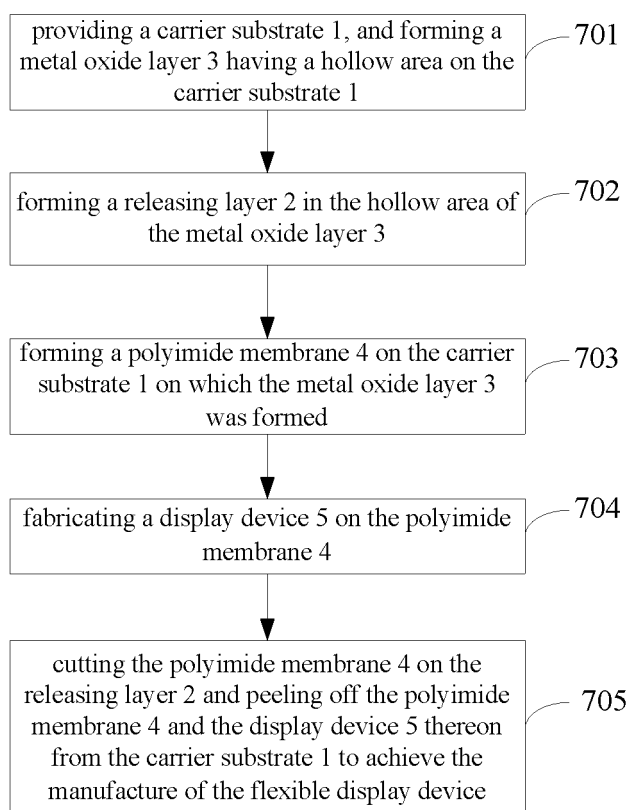 providing a carrier substrate 1, and forming a
metal oxide layer 3 having a hollow area on the
carrier substrate 1
701
forming a releasing layer 2 in the hollow area of
the metal oxide layer 3
702
forming a polyimide membrane 4 on the carrier
substrate 1 on which the metal oxide layer 3
was formed
703
fabricating a display device 5 on the polyimide
membrane 4
704
cutting the polyimide membrane 4 on the
releasing layer 2 and peeling off the polyimide
membrane 4 and the display device 5 thereon
from the carrier substrate 1 to achieve the
manufacture of the flexible display device
705